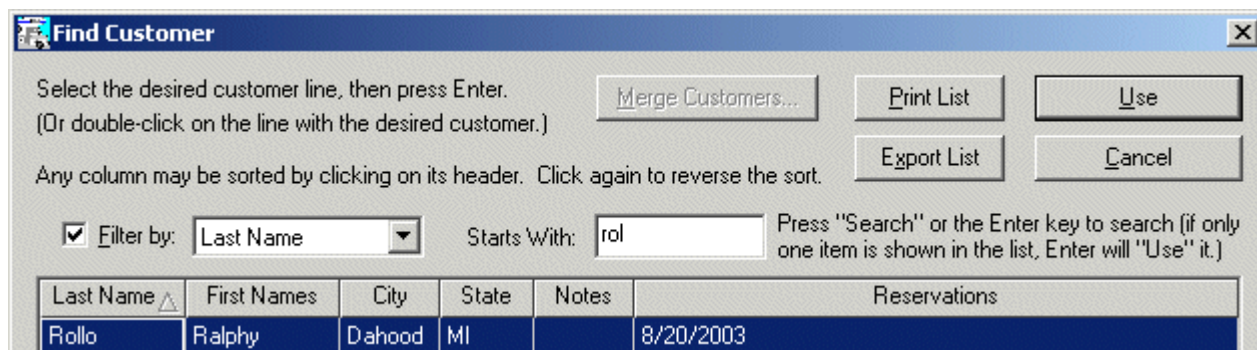 Find Customer
Select the desired customer line, then press Enter.
(Or double-click on the line with the desired customer.)
Merge Customers...
Print List
Use
Export List
Cancel
Any column may be sorted by clicking on its header. Click again to reverse the sort.
Filter by: Last Name Starts With: rol
Press "Search" or the Enter key to search (if only
one item is shown in the list, Enter will "Use" it.)
Last Name First Names City State Notes Reservations
Rollo Ralphy Dahood MI 8/20/2003